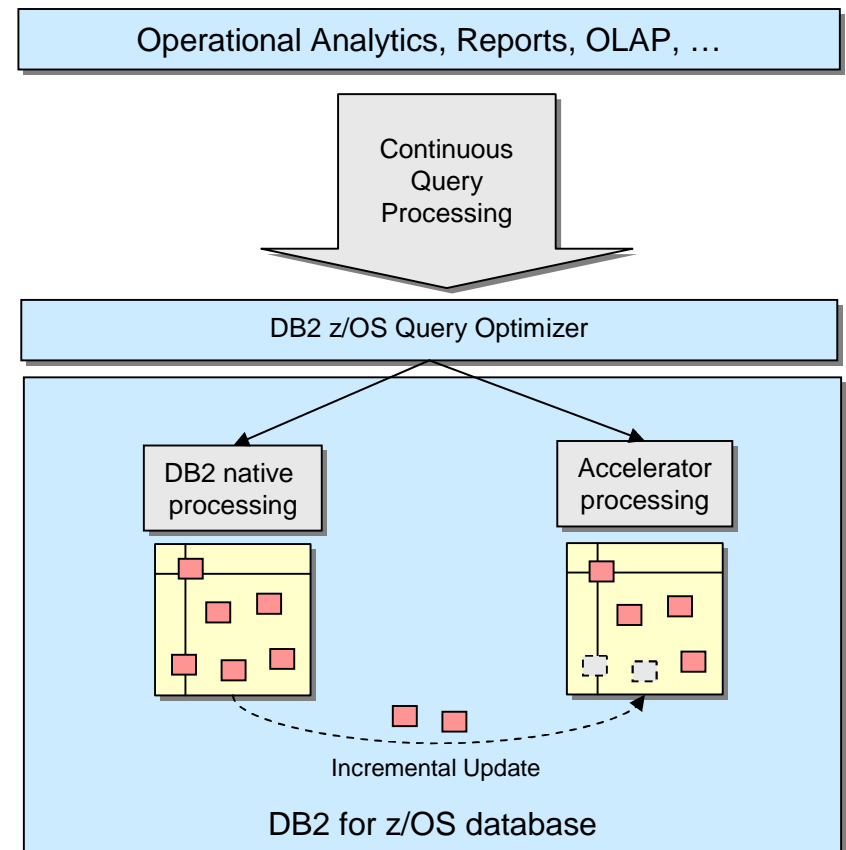 Operational Analytics, Reports, OLAP, …
Continuous
Query
Processing
DB2 z/OS Query Optimizer
DB2 native
processing
Accelerator
processing
Incremental Update
DB2 for z/OS database